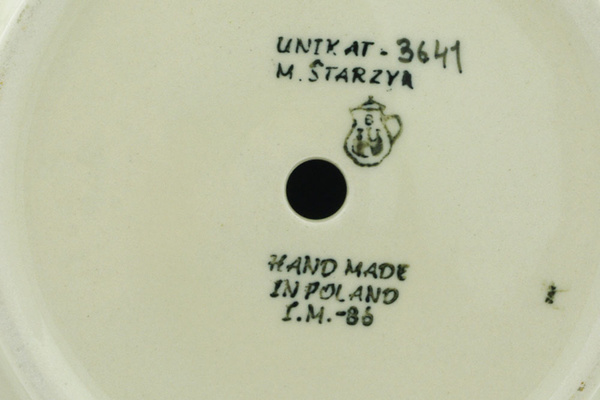 UNIKAT - 3641
M. STARZYK
B
HAND MADE
IN POLAND
I.M.-86